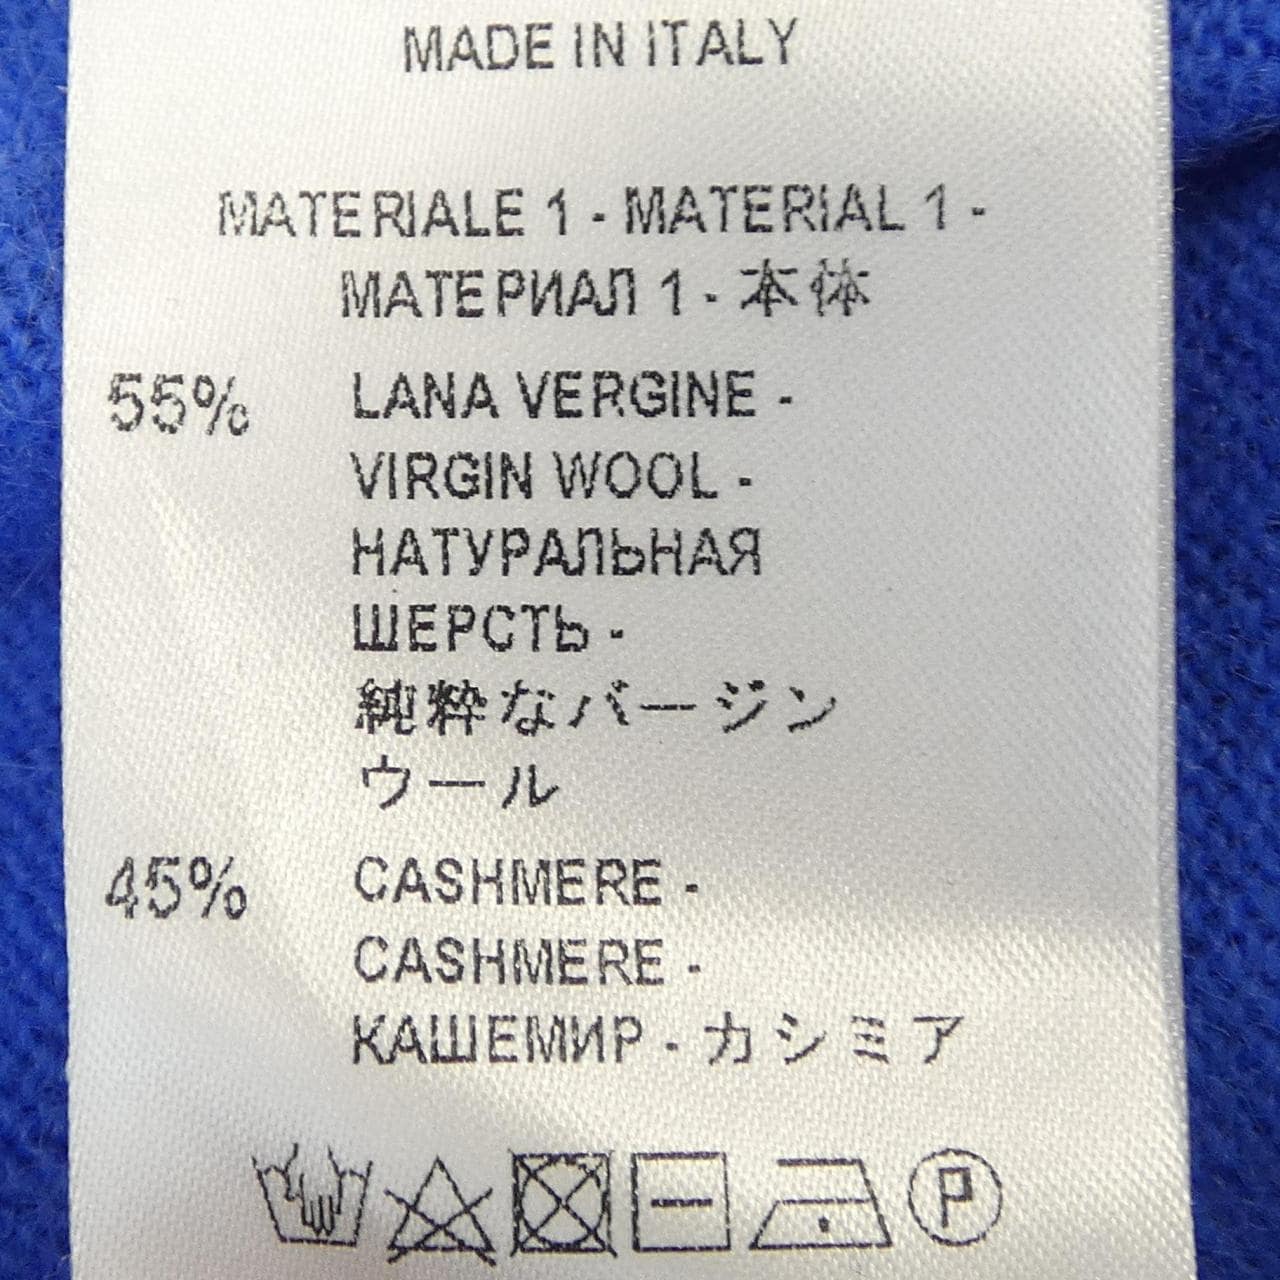 MADE IN ITALY
MATERIALE 1 - MATERIAL 1 -
МАТЕРИАЛ 1 - 本体
55% LANA VERGINE -
VIRGIN WOOL -
НАТУРАЛЬНАЯ
ШЕРСТЬ -
純粋なバージン
ウール
45% CASHMERE -
CASHMERE -
КАШЕМИР - カシミア
P